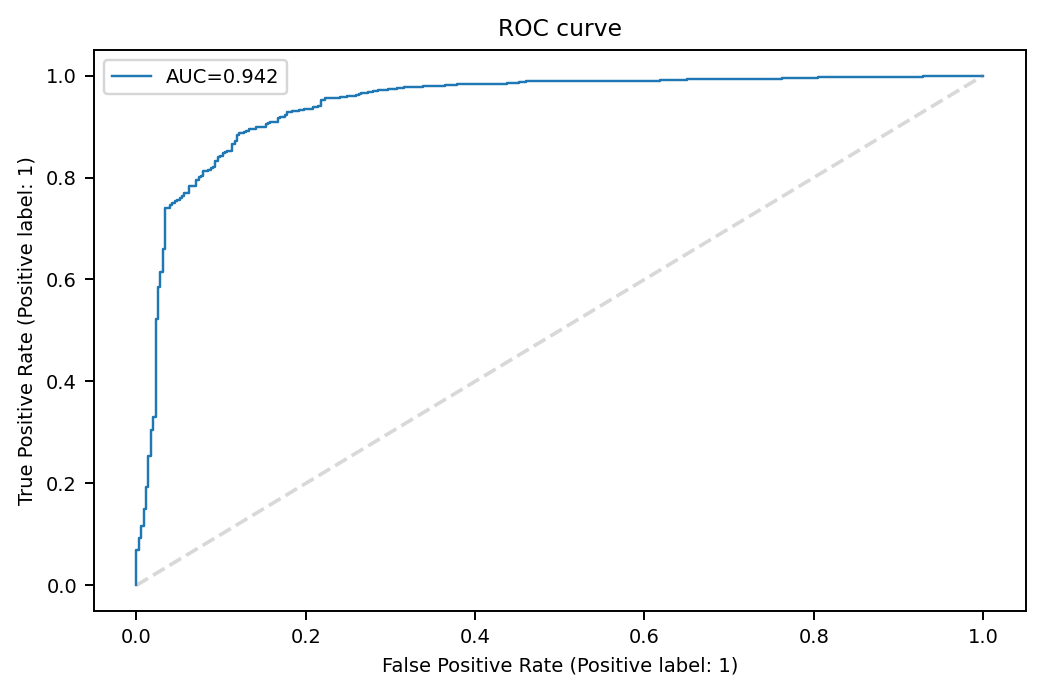 ROC curve
AUC=0.942
True Positive Rate (Positive label: 1)
1.0
0.8
0.6
0.4
0.2
0.0
0.0 0.2 0.4 0.6 0.8 1.0
False Positive Rate (Positive label: 1)